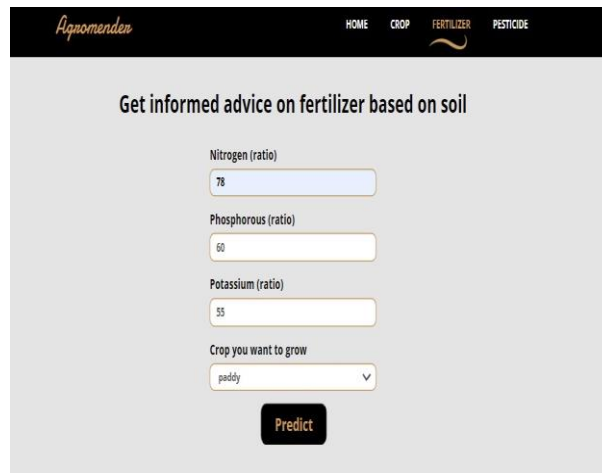 Agromender
HOME CROP FERTILIZER PESTICIDE
Get informed advice on fertilizer based on soil
Nitrogen (ratio)
78
Phosphorous (ratio)
60
Potassium (ratio)
55
Crop you want to grow
paddy
Predict